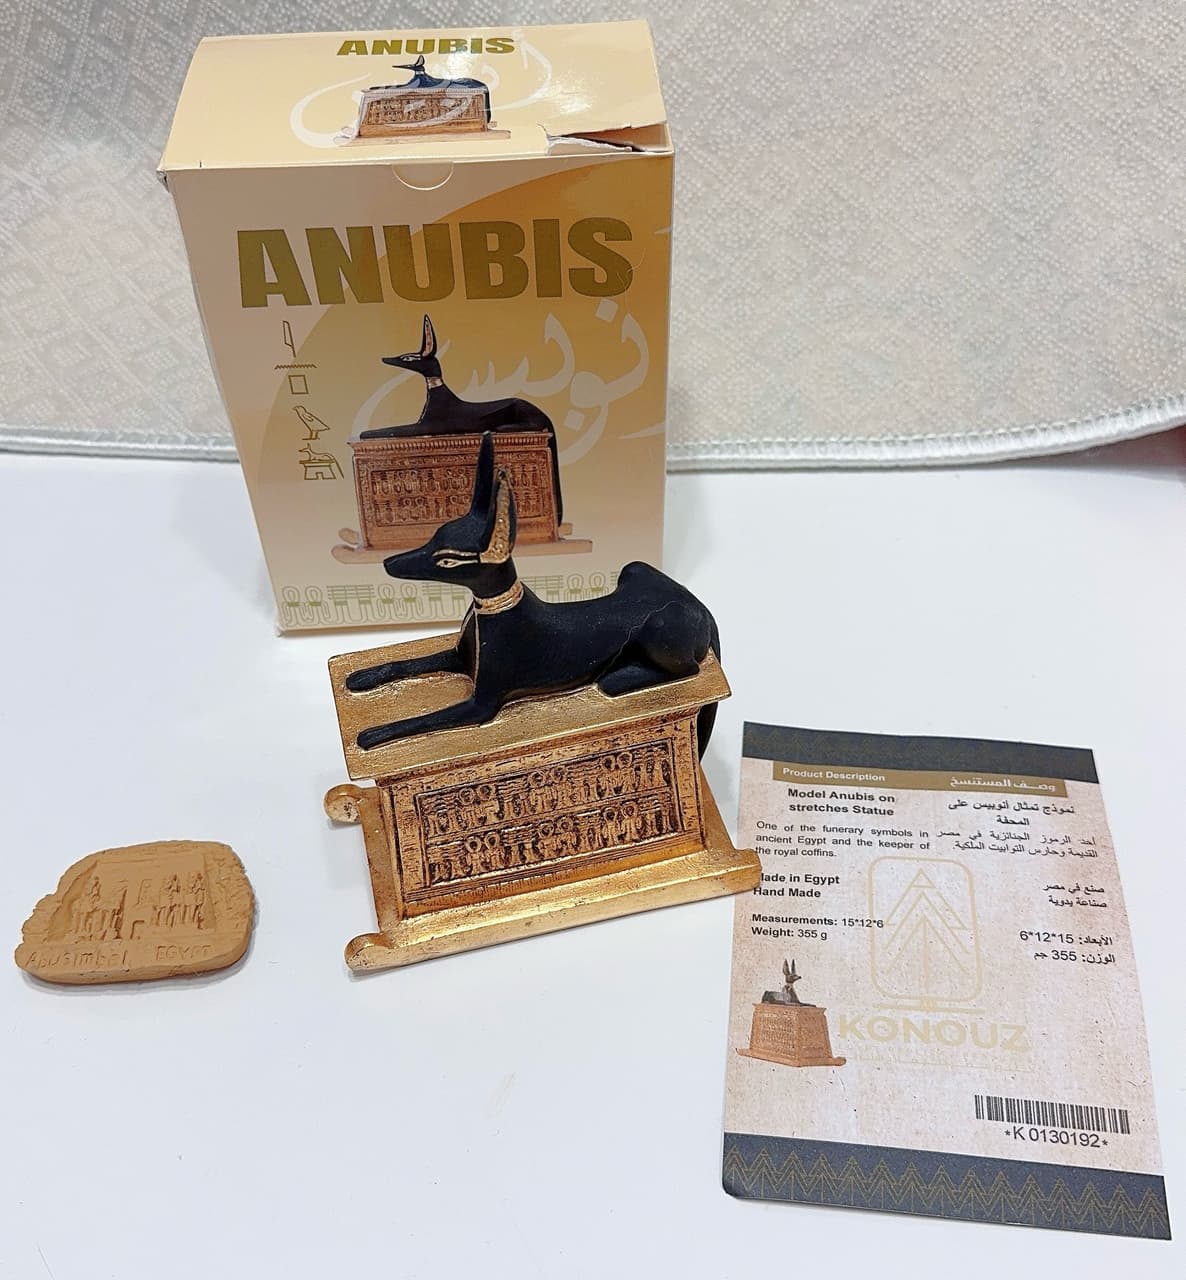 ANUBIS
ANUBIS
Abusimbel EGYPT
Product Description
وصف المستنسخ
Model Anubis on
stretches Statue
نموذج تمثال أنوبيس على
المحفة
One of the funerary symbols in
ancient Egypt and the keeper of
the royal coffins.
أحد الرموز الجنائزية في مصر
القديمة وحارس التوابيت الملكية.
Made in Egypt
Hand Made
صنع في مصر
صناعة يدوية
Measurements: 15*12*6
Weight: 355 g
الأبعاد: 15*12*6
الوزن: 355 جم
KONOUZ
*K0130192*